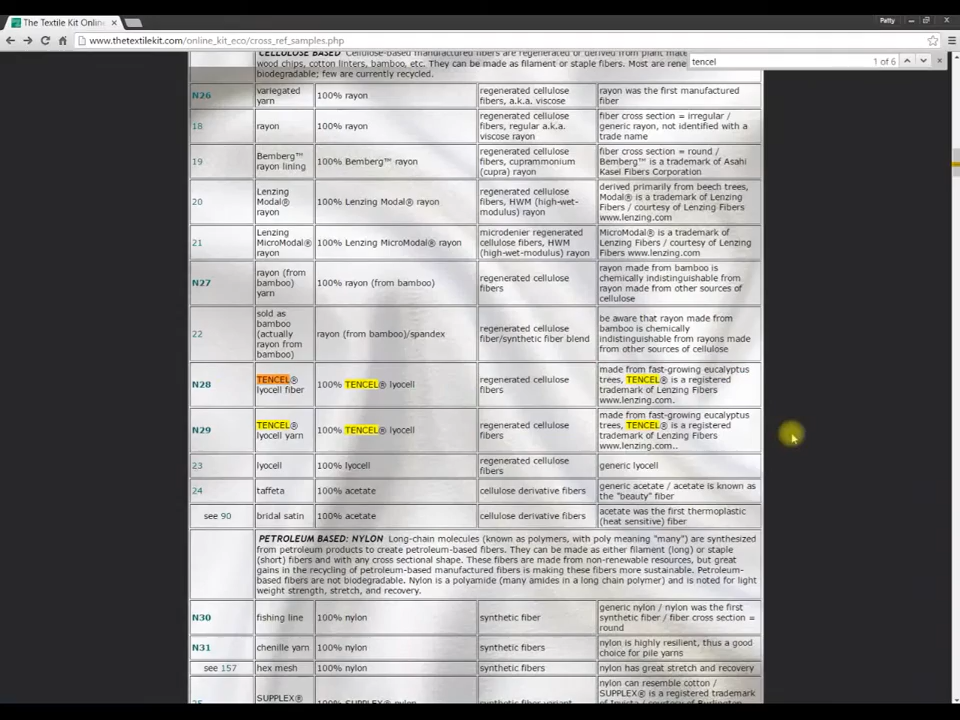 The Textile Kit Online
Patty
www.thetextilekit.com/online_kit_eco/cross_ref_samples.php
tencel
1 of 6
CELLULOSE BASED Cellulose-based manufactured fibers are regenerated or derived from plant
wood chips, cotton linters, bamboo, etc. They can be made as filament or staple fibers. Most are
biodegradable; few are currently recycled.
N26
variegated
yarn
100% rayon
regenerated cellulose
fibers, a.k.a. viscose
rayon was the first manufactured
fiber
18
rayon
100% rayon
regenerated cellulose
fibers, regular a.k.a.
viscose rayon
fiber cross section = irregular /
generic rayon, not identified with a
trade name
19
Bemberg™
rayon lining
100% Bemberg™ rayon
regenerated cellulose
fibers, cuprammonium
(cupra) rayon
fiber cross section = round /
Bemberg™ is a trademark of Asahi
Kasei Fibers Corporation
20
Lenzing
Modal®
rayon
100% Lenzing Modal® rayon
regenerated cellulose
fibers, HWM (high-wet-
modulus) rayon
derived primarily from beech trees,
Modal® is a trademark of Lenzing
Fibers / courtesy of Lenzing Fibers
www.lenzing.com
21
Lenzing
MicroModal®
rayon
100% Lenzing MicroModal® rayon
microdenier regenerated
cellulose fibers, HWM
(high-wet-modulus) rayon
MicroModal® is a trademark of
Lenzing Fibers / courtesy of Lenzing
Fibers www.lenzing.com
N27
rayon (from
bamboo)
yarn
100% rayon (from bamboo)
regenerated cellulose
fibers
rayon made from bamboo is
chemically indistinguishable from
rayon made from other sources of
cellulose
22
sold as
bamboo
(actually
rayon from
bamboo)
rayon (from bamboo)/spandex
regenerated cellulose
fiber/synthetic fiber blend
be aware that rayon made from
bamboo is chemically
indistinguishable from rayons made
from other sources of cellulose
N28
TENCEL®
lyocell fiber
100% TENCEL® lyocell
regenerated cellulose
fibers
made from fast-growing eucalyptus
trees, TENCEL® is a registered
trademark of Lenzing Fibers
www.lenzing.com.
N29
TENCEL®
lyocell yarn
100% TENCEL® lyocell
regenerated cellulose
fibers
made from fast-growing eucalyptus
trees, TENCEL® is a registered
trademark of Lenzing Fibers
www.lenzing.com..
23
lyocell
100% lyocell
regenerated cellulose
fibers
generic lyocell
24
taffeta
100% acetate
cellulose derivative fibers
generic acetate / acetate is known as
the "beauty" fiber
see 90
bridal satin
100% acetate
cellulose derivative fibers
acetate was the first thermoplastic
(heat sensitive) fiber
PETROLEUM BASED: NYLON Long-chain molecules (known as polymers, with poly meaning "many") are synthesized
from petroleum products to create petroleum-based fibers. They can be made as either filament (long) or staple
(short) fibers and with any cross sectional shape. These fibers are made from non-renewable resources, but great
gains in the recycling of petroleum-based manufactured fibers is making these fibers more sustainable. Petroleum-
based fibers are not biodegradable. Nylon is a polyamide (many amides in a long chain polymer) and is noted for light
weight strength, stretch, and recovery.
N30
fishing line
100% nylon
synthetic fiber
generic nylon / nylon was the first
synthetic fiber / fiber cross section =
round
N31
chenille yarn
100% nylon
synthetic fibers
nylon is highly resilient, thus a good
choice for pile yarns
see 157
hex mesh
100% nylon
synthetic fibers
nylon has great stretch and recovery
SUPPLEX®
nylon can resemble cotton /
SUPPLEX® is a registered trademark